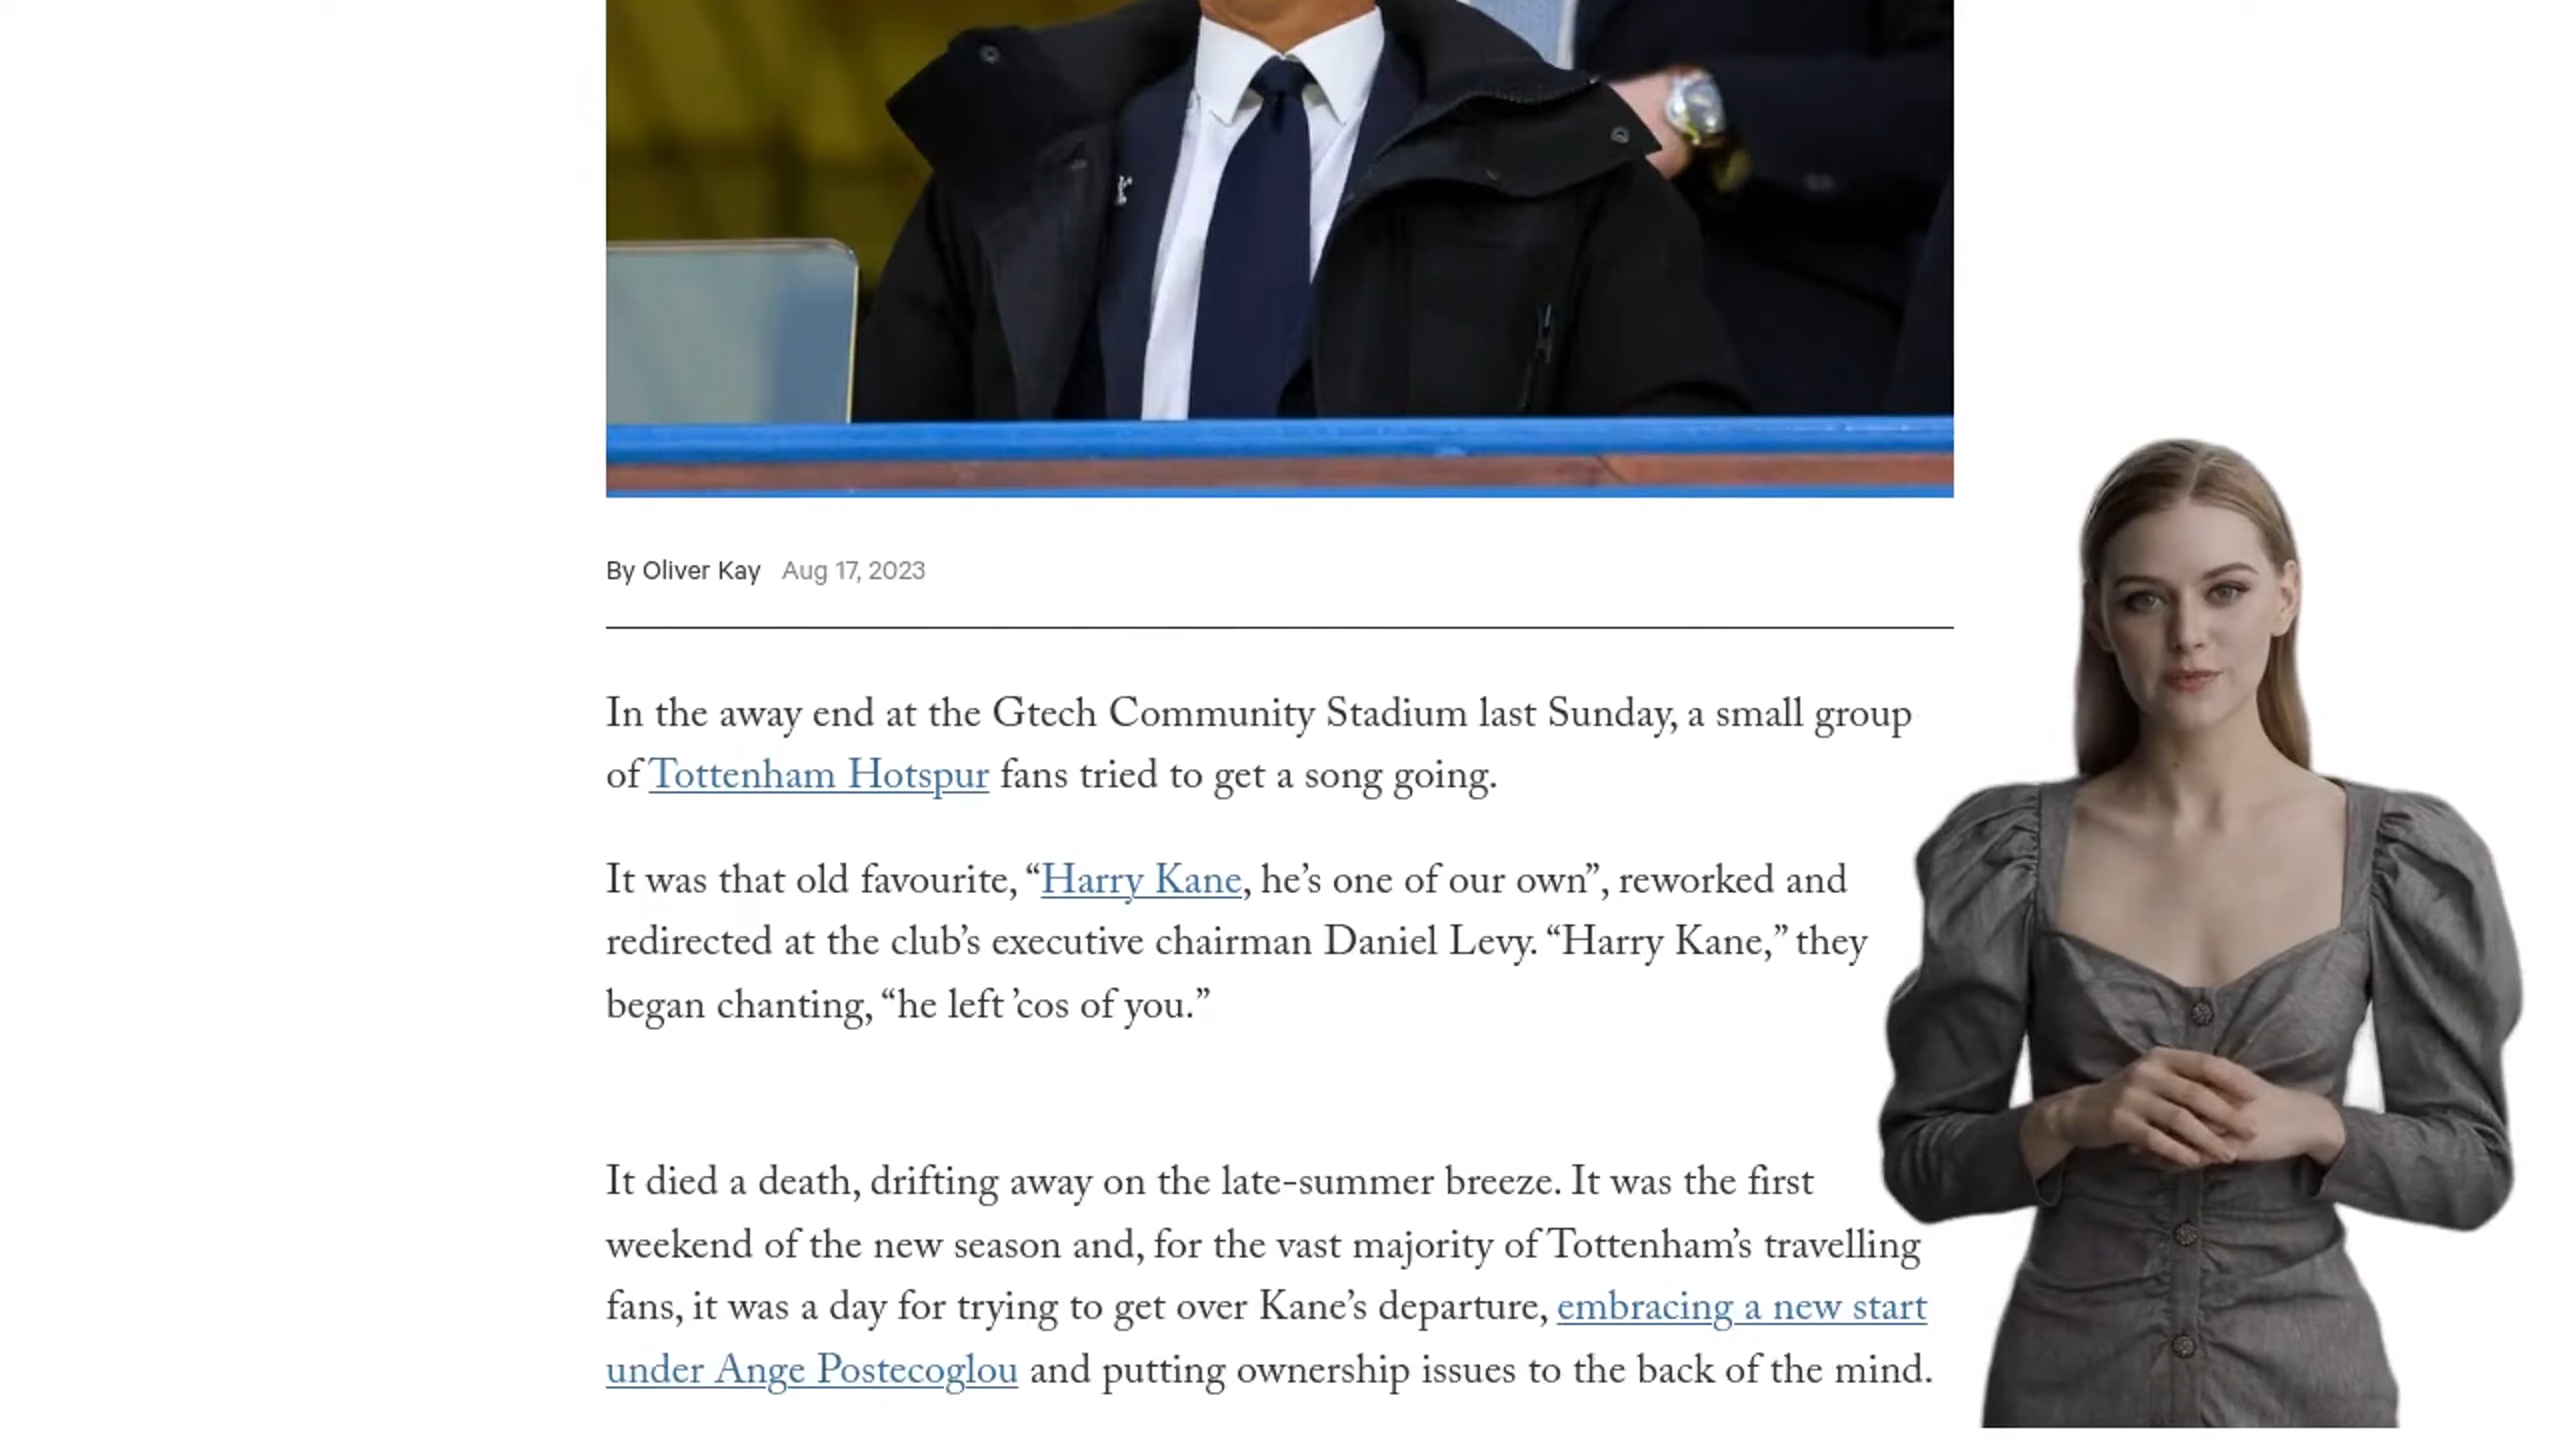 By Oliver Kay Aug 17, 2023
In the away end at the Gtech Community Stadium last Sunday, a small group
of Tottenham Hotspur fans tried to get a song going.
It was that old favourite, “Harry Kane, he’s one of our own”, reworked and
redirected at the club’s executive chairman Daniel Levy. “Harry Kane,” they
began chanting, “he left ’cos of you.”
It died a death, drifting away on the late-summer breeze. It was the first
weekend of the new season and, for the vast majority of Tottenham’s travelling
fans, it was a day for trying to get over Kane’s departure, embracing a new start
under Ange Postecoglou and putting ownership issues to the back of the mind.